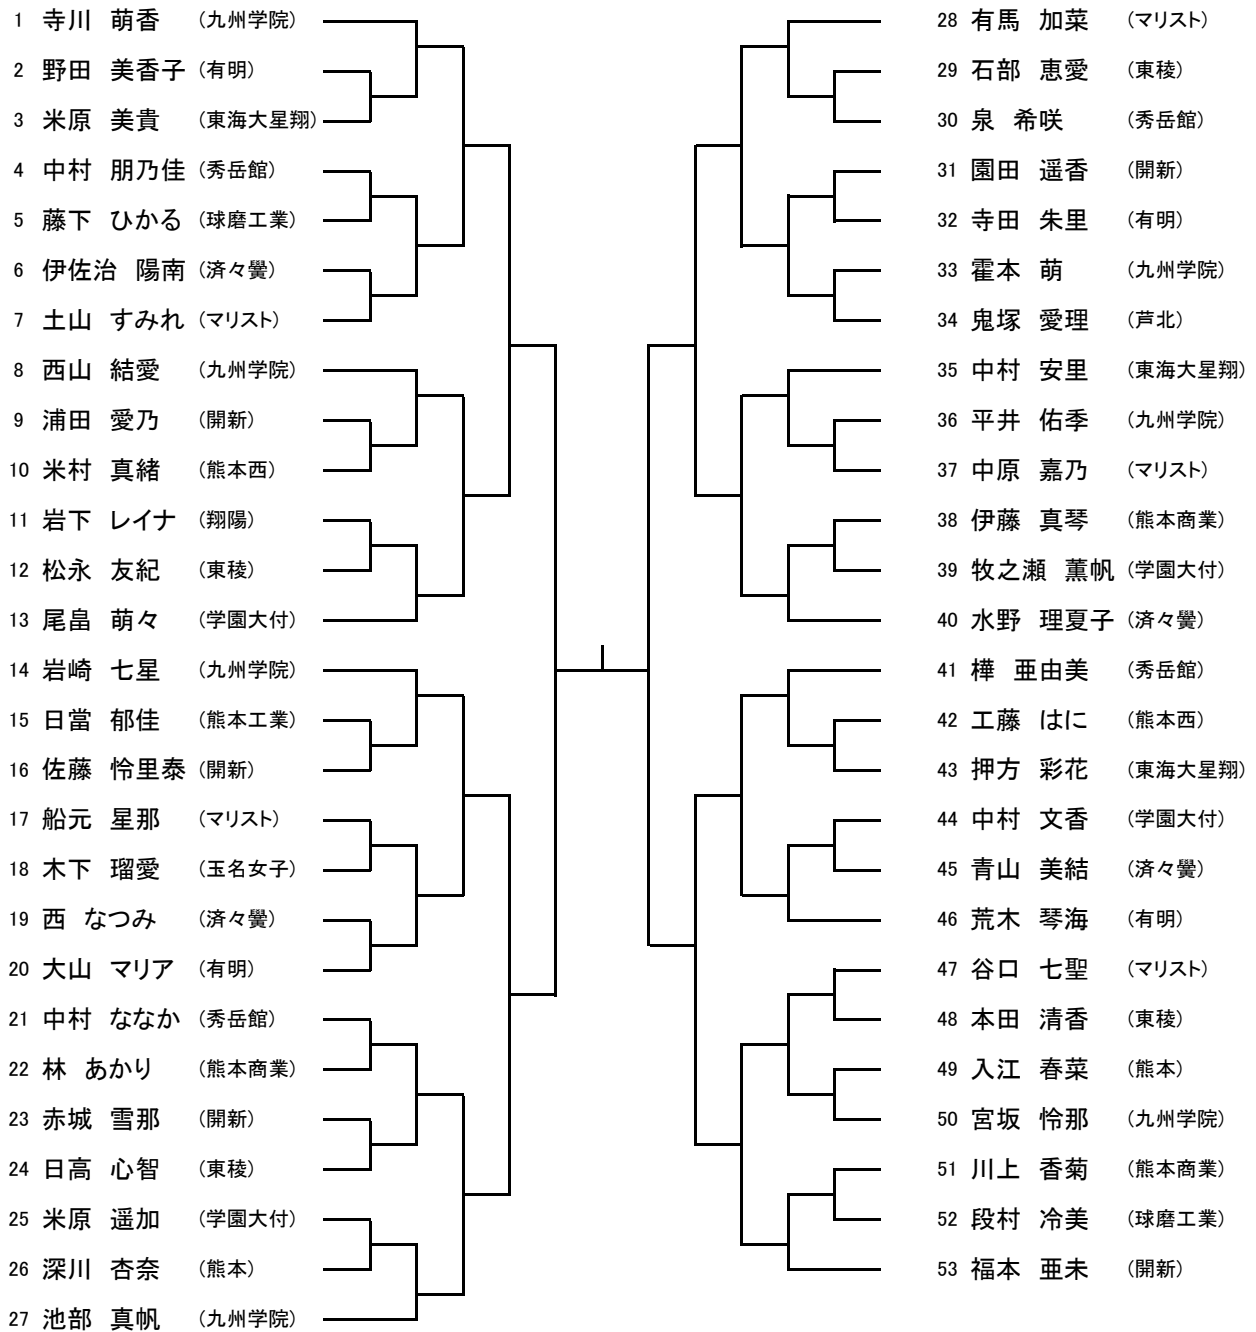 1 寺川 萌香 (九州学院)
2 野田 美香子 (有明)
3 米原 美貴 (東海大星翔)
4 中村 朋乃佳 (秀岳館)
5 藤下 ひかる (球磨工業)
6 伊佐治 陽南 (済々黌)
7 土山 すみれ (マリスト)
8 西山 結愛 (九州学院)
9 浦田 愛乃 (開新)
10 米村 真緒 (熊本西)
11 岩下 レイナ (翔陽)
12 松永 友紀 (東稜)
13 尾畠 萌々 (学園大付)
14 岩崎 七星 (九州学院)
15 日當 郁佳 (熊本工業)
16 佐藤 怜里泰 (開新)
17 船元 星那 (マリスト)
18 木下 瑠愛 (玉名女子)
19 西 なつみ (済々黌)
20 大山 マリア (有明)
21 中村 ななか (秀岳館)
22 林 あかり (熊本商業)
23 赤城 雪那 (開新)
24 日高 心智 (東稜)
25 米原 遥加 (学園大付)
26 深川 杏奈 (熊本)
27 池部 真帆 (九州学院)
28 有馬 加菜 (マリスト)
29 石部 恵愛 (東稜)
30 泉 希咲 (秀岳館)
31 園田 遥香 (開新)
32 寺田 朱里 (有明)
33 霍本 萌 (九州学院)
34 鬼塚 愛理 (芦北)
35 中村 安里 (東海大星翔)
36 平井 佑季 (九州学院)
37 中原 嘉乃 (マリスト)
38 伊藤 真琴 (熊本商業)
39 牧之瀬 薫帆 (学園大付)
40 水野 理夏子 (済々黌)
41 樺 亜由美 (秀岳館)
42 工藤 はに (熊本西)
43 押方 彩花 (東海大星翔)
44 中村 文香 (学園大付)
45 青山 美結 (済々黌)
46 荒木 琴海 (有明)
47 谷口 七聖 (マリスト)
48 本田 清香 (東稜)
49 入江 春菜 (熊本)
50 宮坂 怜那 (九州学院)
51 川上 香菊 (熊本商業)
52 段村 冷美 (球磨工業)
53 福本 亜未 (開新)